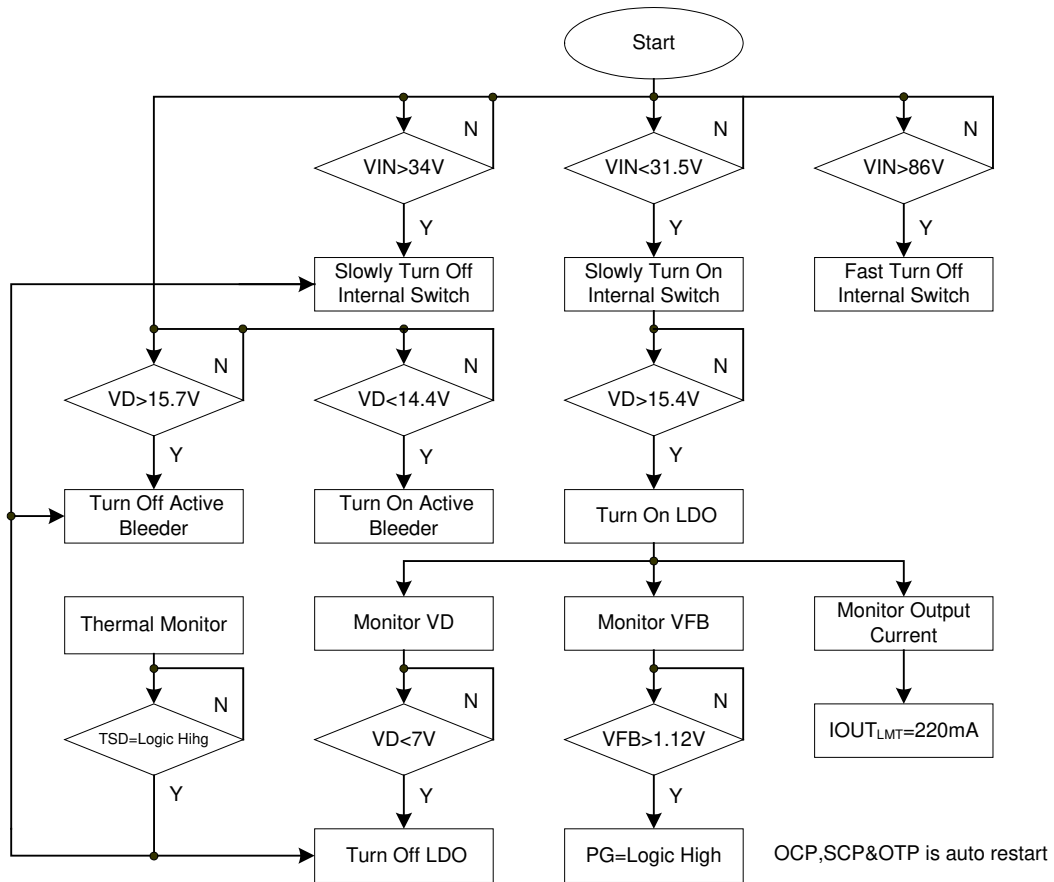 Start
N
N
N
VIN>34V
VIN<31.5V
VIN>86V
Y
Y
Y
Slowly Turn Off
Internal Switch
Slowly Turn On
Internal Switch
Fast Turn Off
Internal Switch
N
N
N
VD>15.7V
VD<14.4V
VD>15.4V
Y
Y
Y
Turn Off Active
Bleeder
Turn On Active
Bleeder
Turn On LDO
Thermal Monitor
Monitor VD
Monitor VFB
Monitor Output
Current
N
N
N
TSD=Logic Hihg
VD<7V
VFB>1.12V
IOUTLMT=220mA
Y
Y
Y
Turn Off LDO
PG=Logic High
OCP,SCP&OTP is auto restart